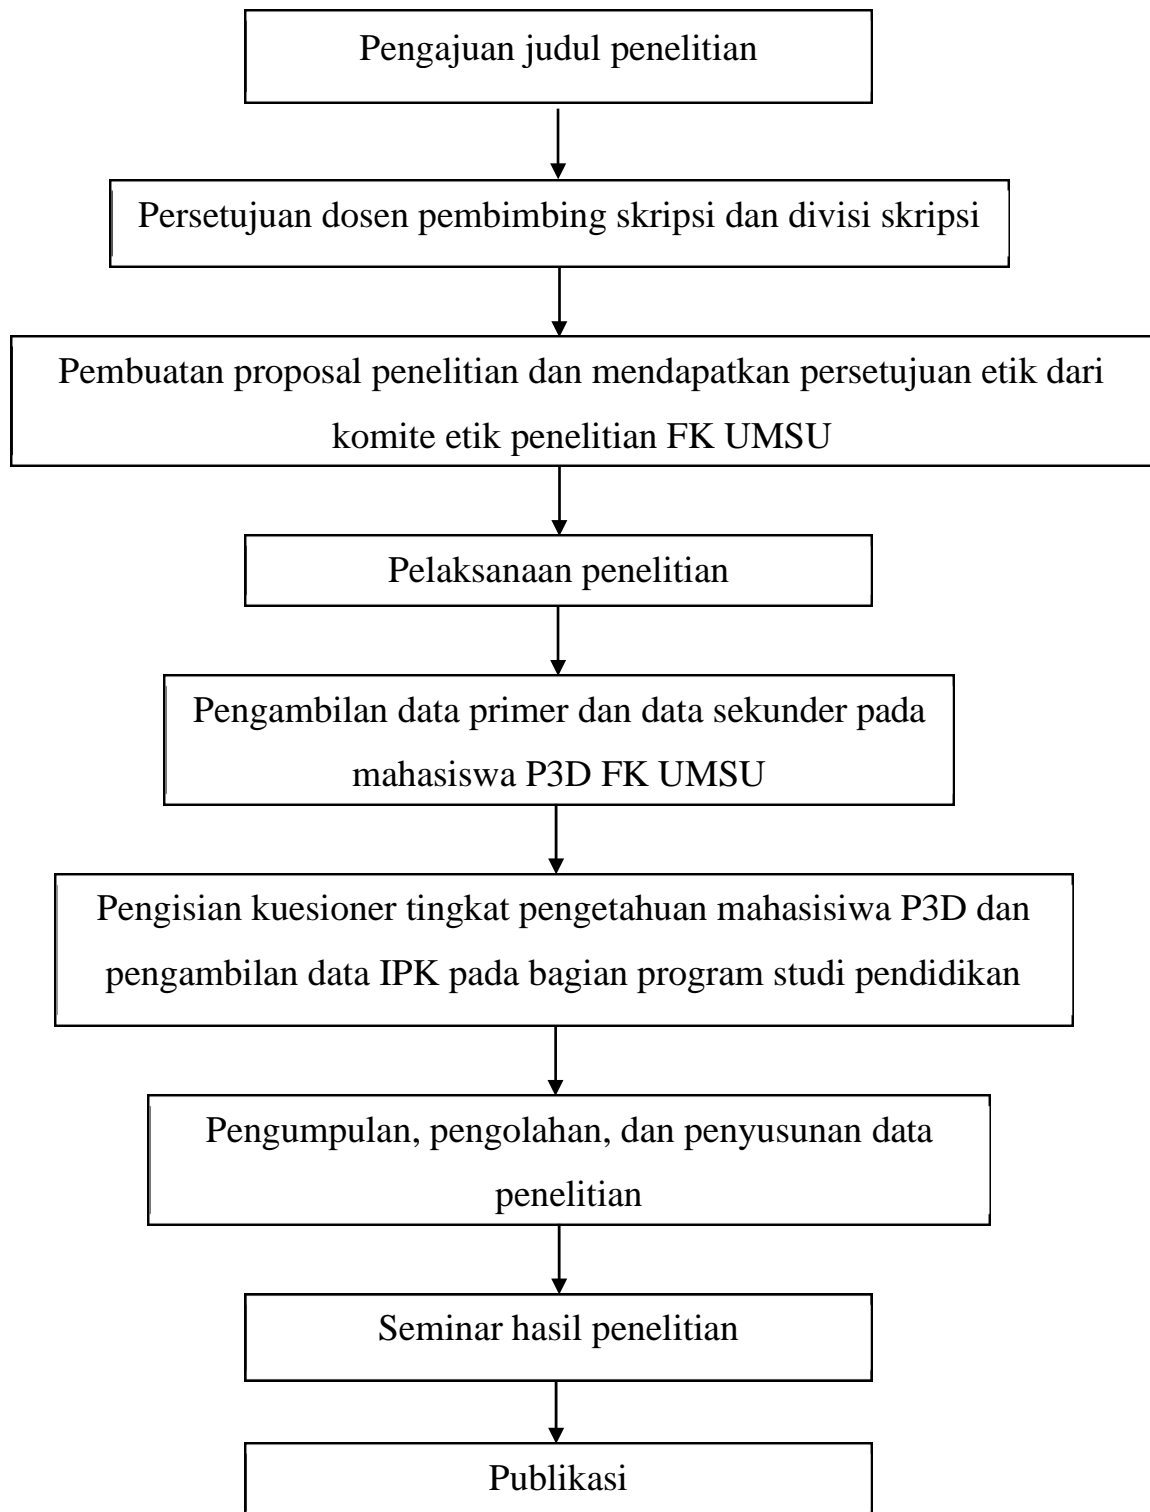 Pengajuan judul penelitian
Persetujuan dosen pembimbing skripsi dan divisi skripsi
Pembuatan proposal penelitian dan mendapatkan persetujuan etik dari
komite etik penelitian FK UMSU
Pelaksanaan penelitian
Pengambilan data primer dan data sekunder pada
mahasiswa P3D FK UMSU
Pengisian kuesioner tingkat pengetahuan mahasisiwa P3D dan
pengambilan data IPK pada bagian program studi pendidikan
Pengumpulan, pengolahan, dan penyusunan data
penelitian
Seminar hasil penelitian
Publikasi